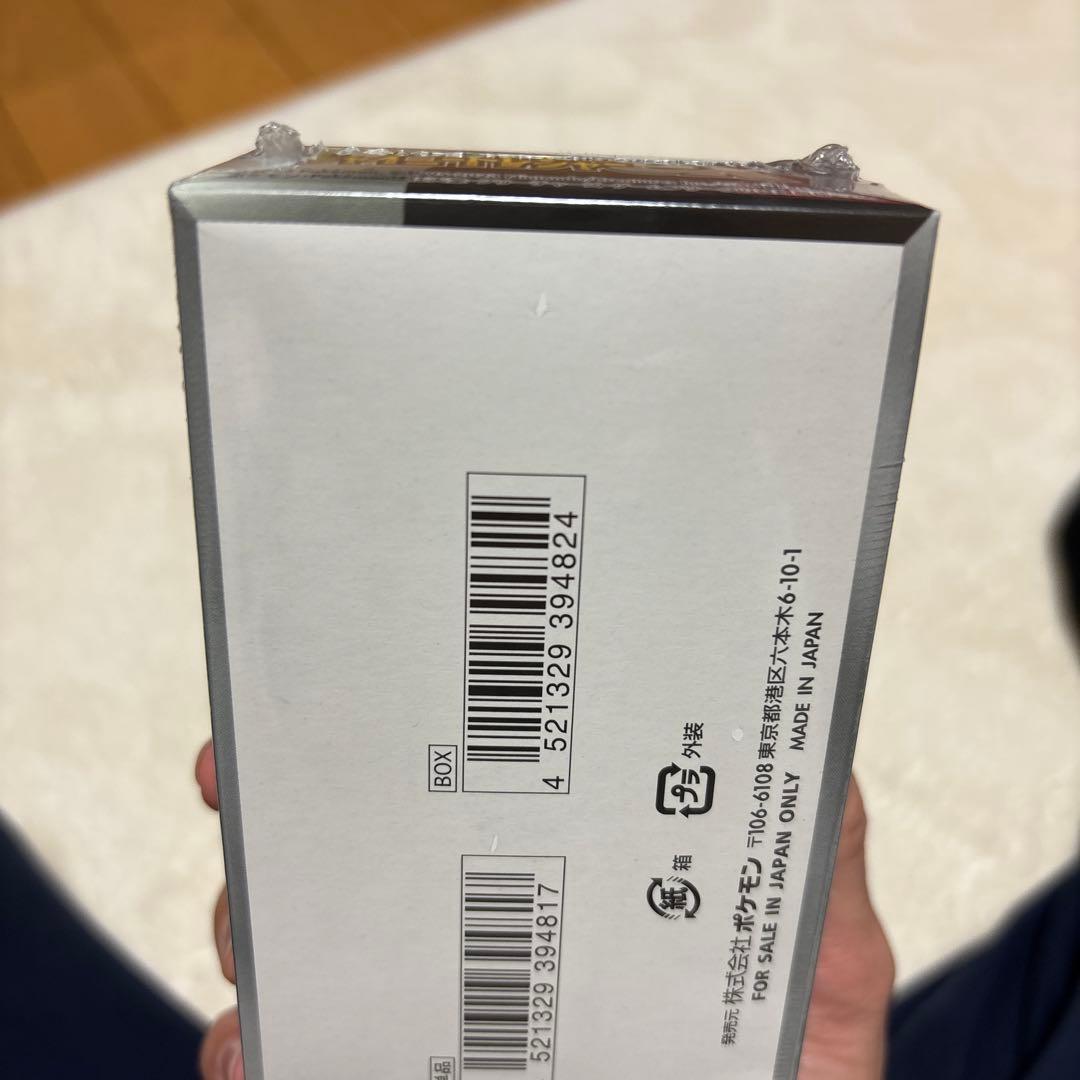 BOX
4 521329 394824
単品
521329 394817
紙 箱
プラ 外装
発売元 株式会社ポケモン 〒106-6108 東京都港区六本木6-10-1
FOR SALE IN JAPAN ONLY MADE IN JAPAN